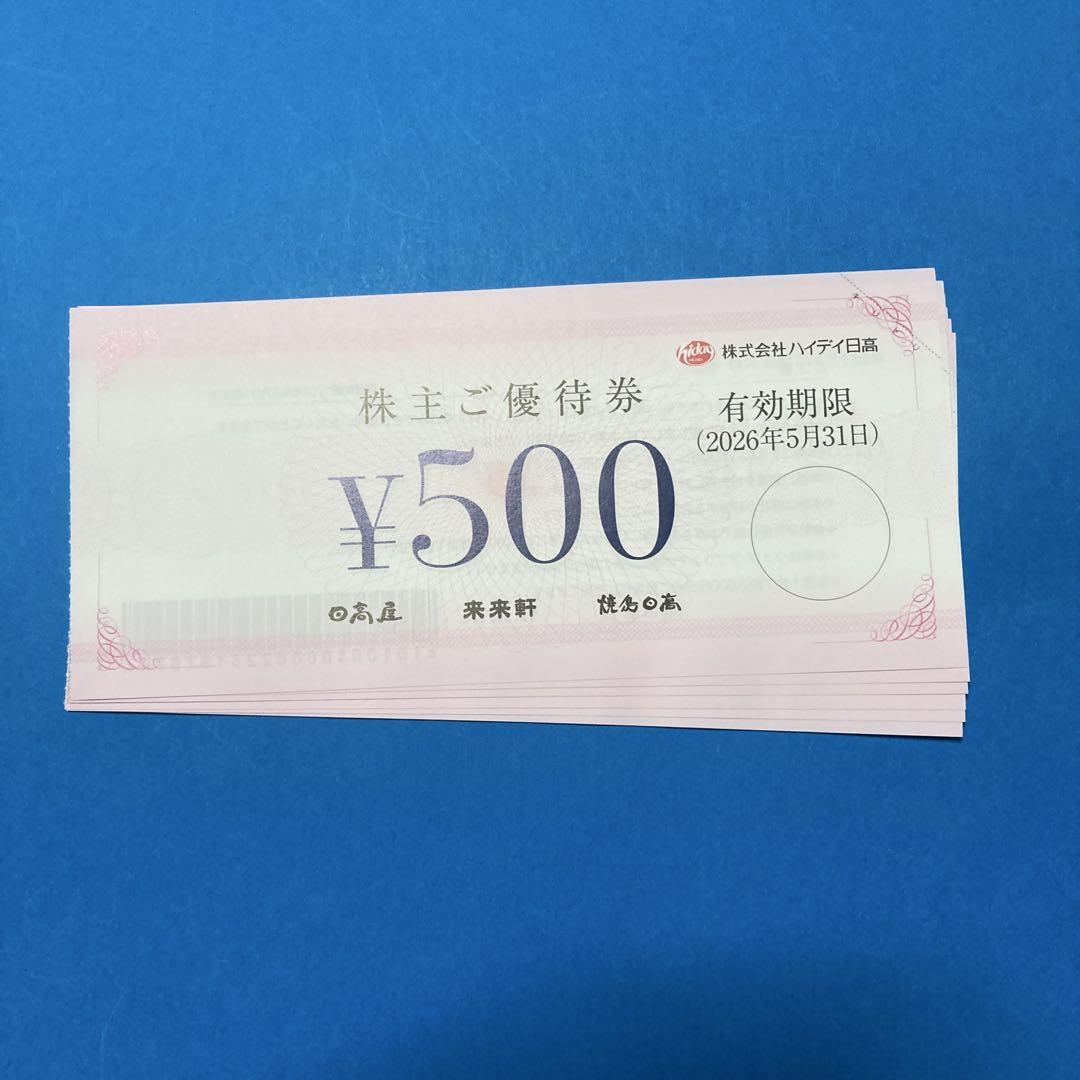 hiday 株式会社ハイデイ日高
株主ご優待券
有効期限
(2026年5月31日)
¥500
日高屋 来来軒 焼鳥日高